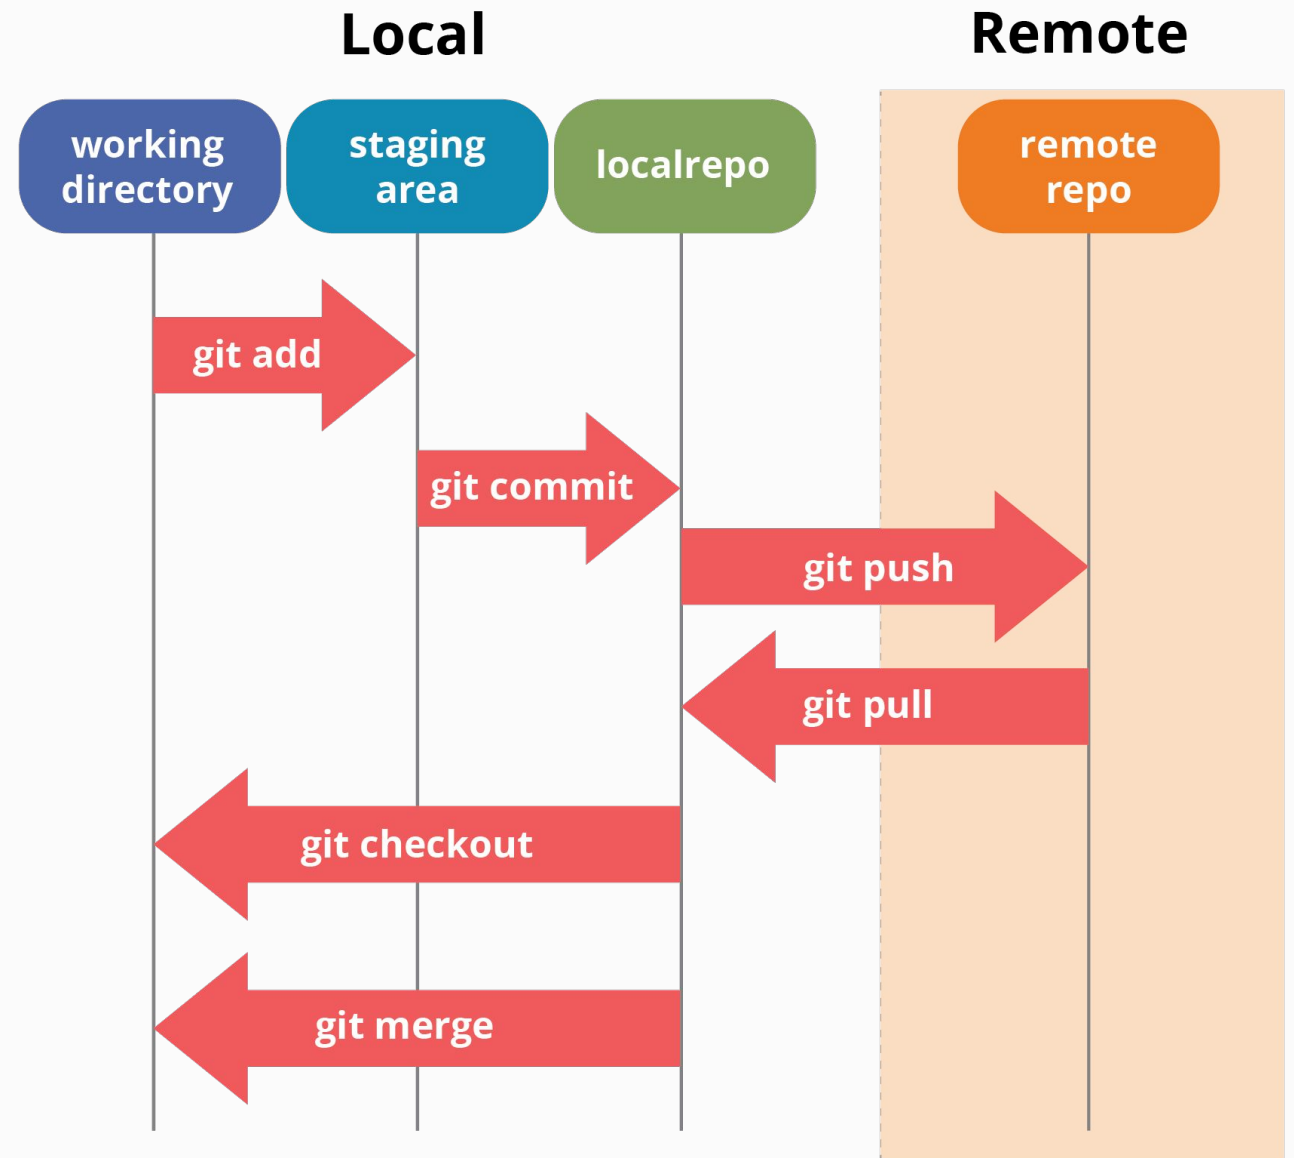 Local
Remote
working
directory
staging
area
localrepo
remote
repo
git add
git commit
git push
git pull
git checkout
git merge